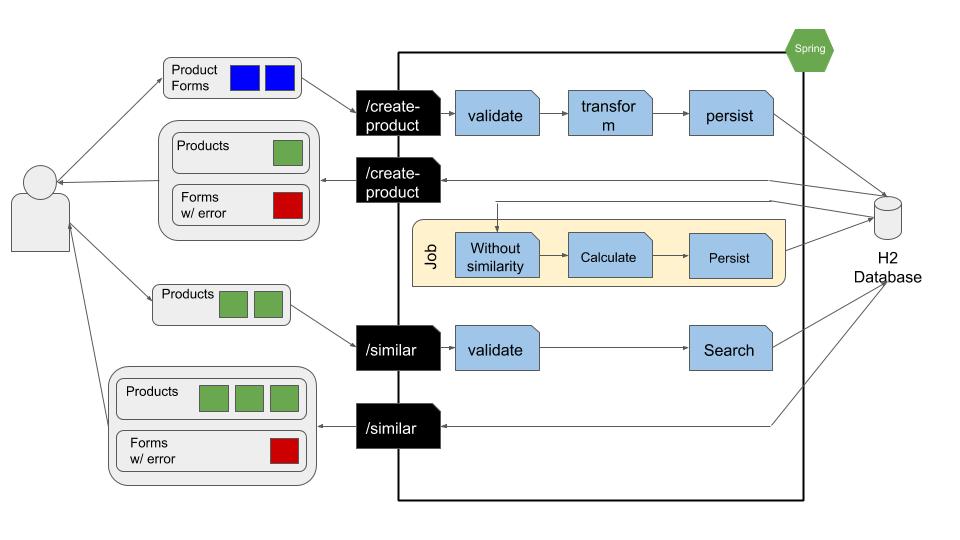 Spring
Product
Forms
/create-
product
validate
transfor
m
persist
Products
Forms
w/ error
/create-
product
Job
Without
similarity
Calculate
Persist
H2
Database
Products
/similar
validate
Search
Products
Forms
w/ error
/similar